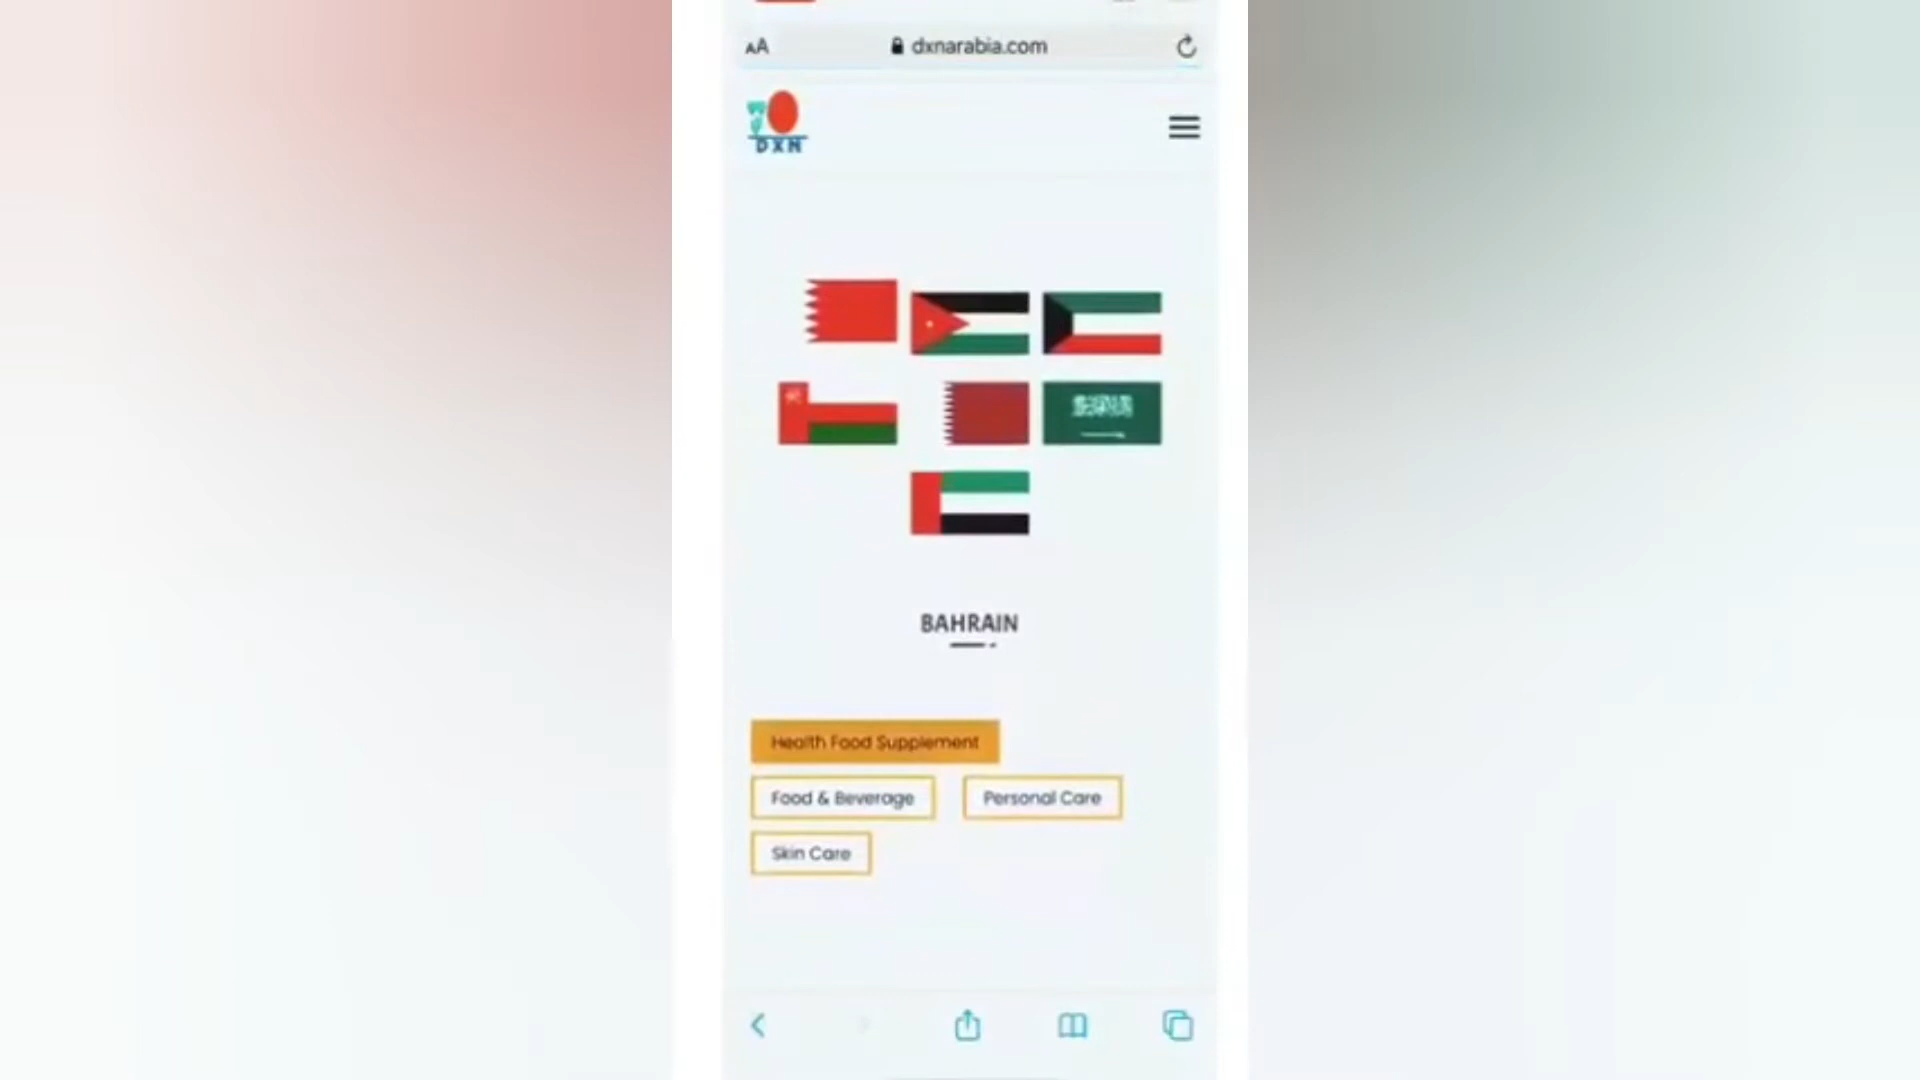 AA dxnarabia.com
DXN
BAHRAIN
Health Food Supplement
Food & Beverage Personal Care
Skin Care